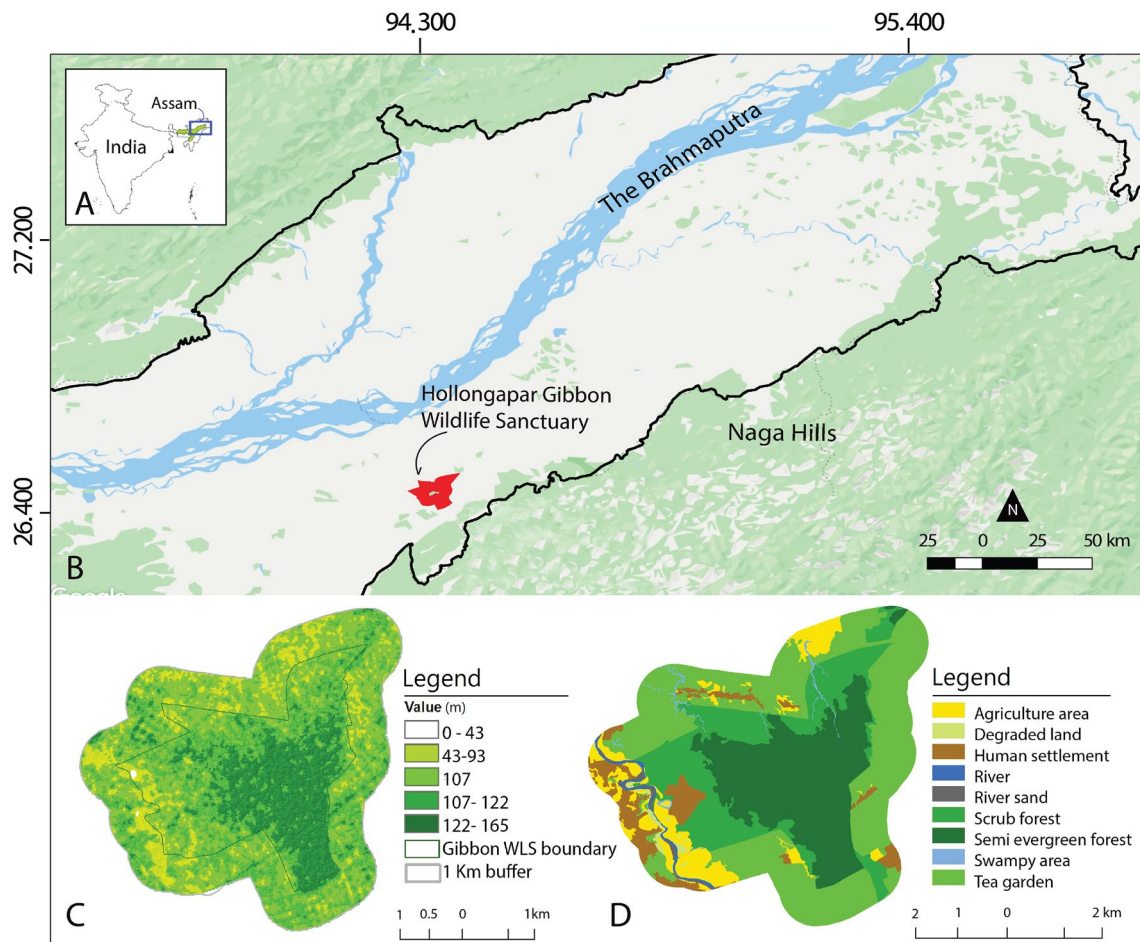 94.300
95.400
Assam
India
A
27.200
The Brahmaputra
Hollongapar Gibbon
Wildlife Sanctuary
Naga Hills
26.400
N
B
25 0 25 50 km
Google
Legend
Value (m)
0 - 43
43-93
107
107- 122
122- 165
Gibbon WLS boundary
1 Km buffer
C
1 0.5 0 1km
Legend
Agriculture area
Degraded land
Human settlement
River
River sand
Scrub forest
Semi evergreen forest
Swampy area
Tea garden
D
2 1 0 2 km